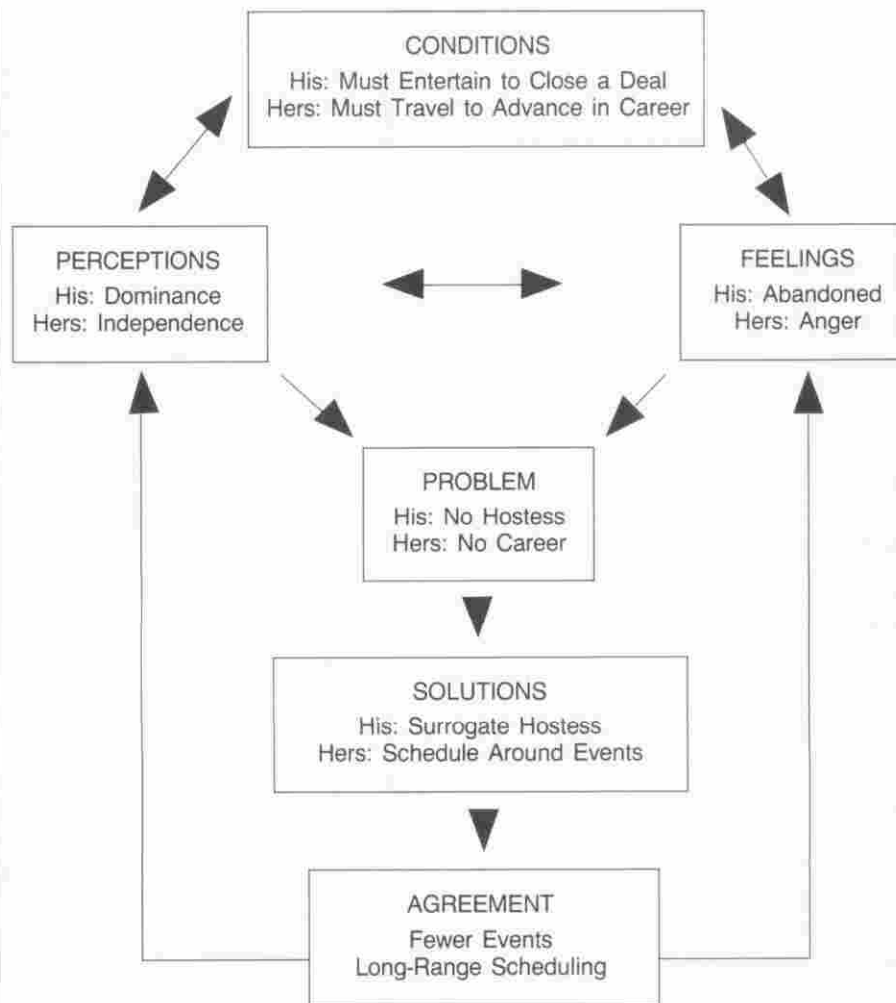 CONDITIONS
His: Must Entertain to Close a Deal
Hers: Must Travel to Advance in Career
PERCEPTIONS
His: Dominance
Hers: Independence
FEELINGS
His: Abandoned
Hers: Anger
PROBLEM
His: No Hostess
Hers: No Career
SOLUTIONS
His: Surrogate Hostess
Hers: Schedule Around Events
AGREEMENT
Fewer Events
Long-Range Scheduling